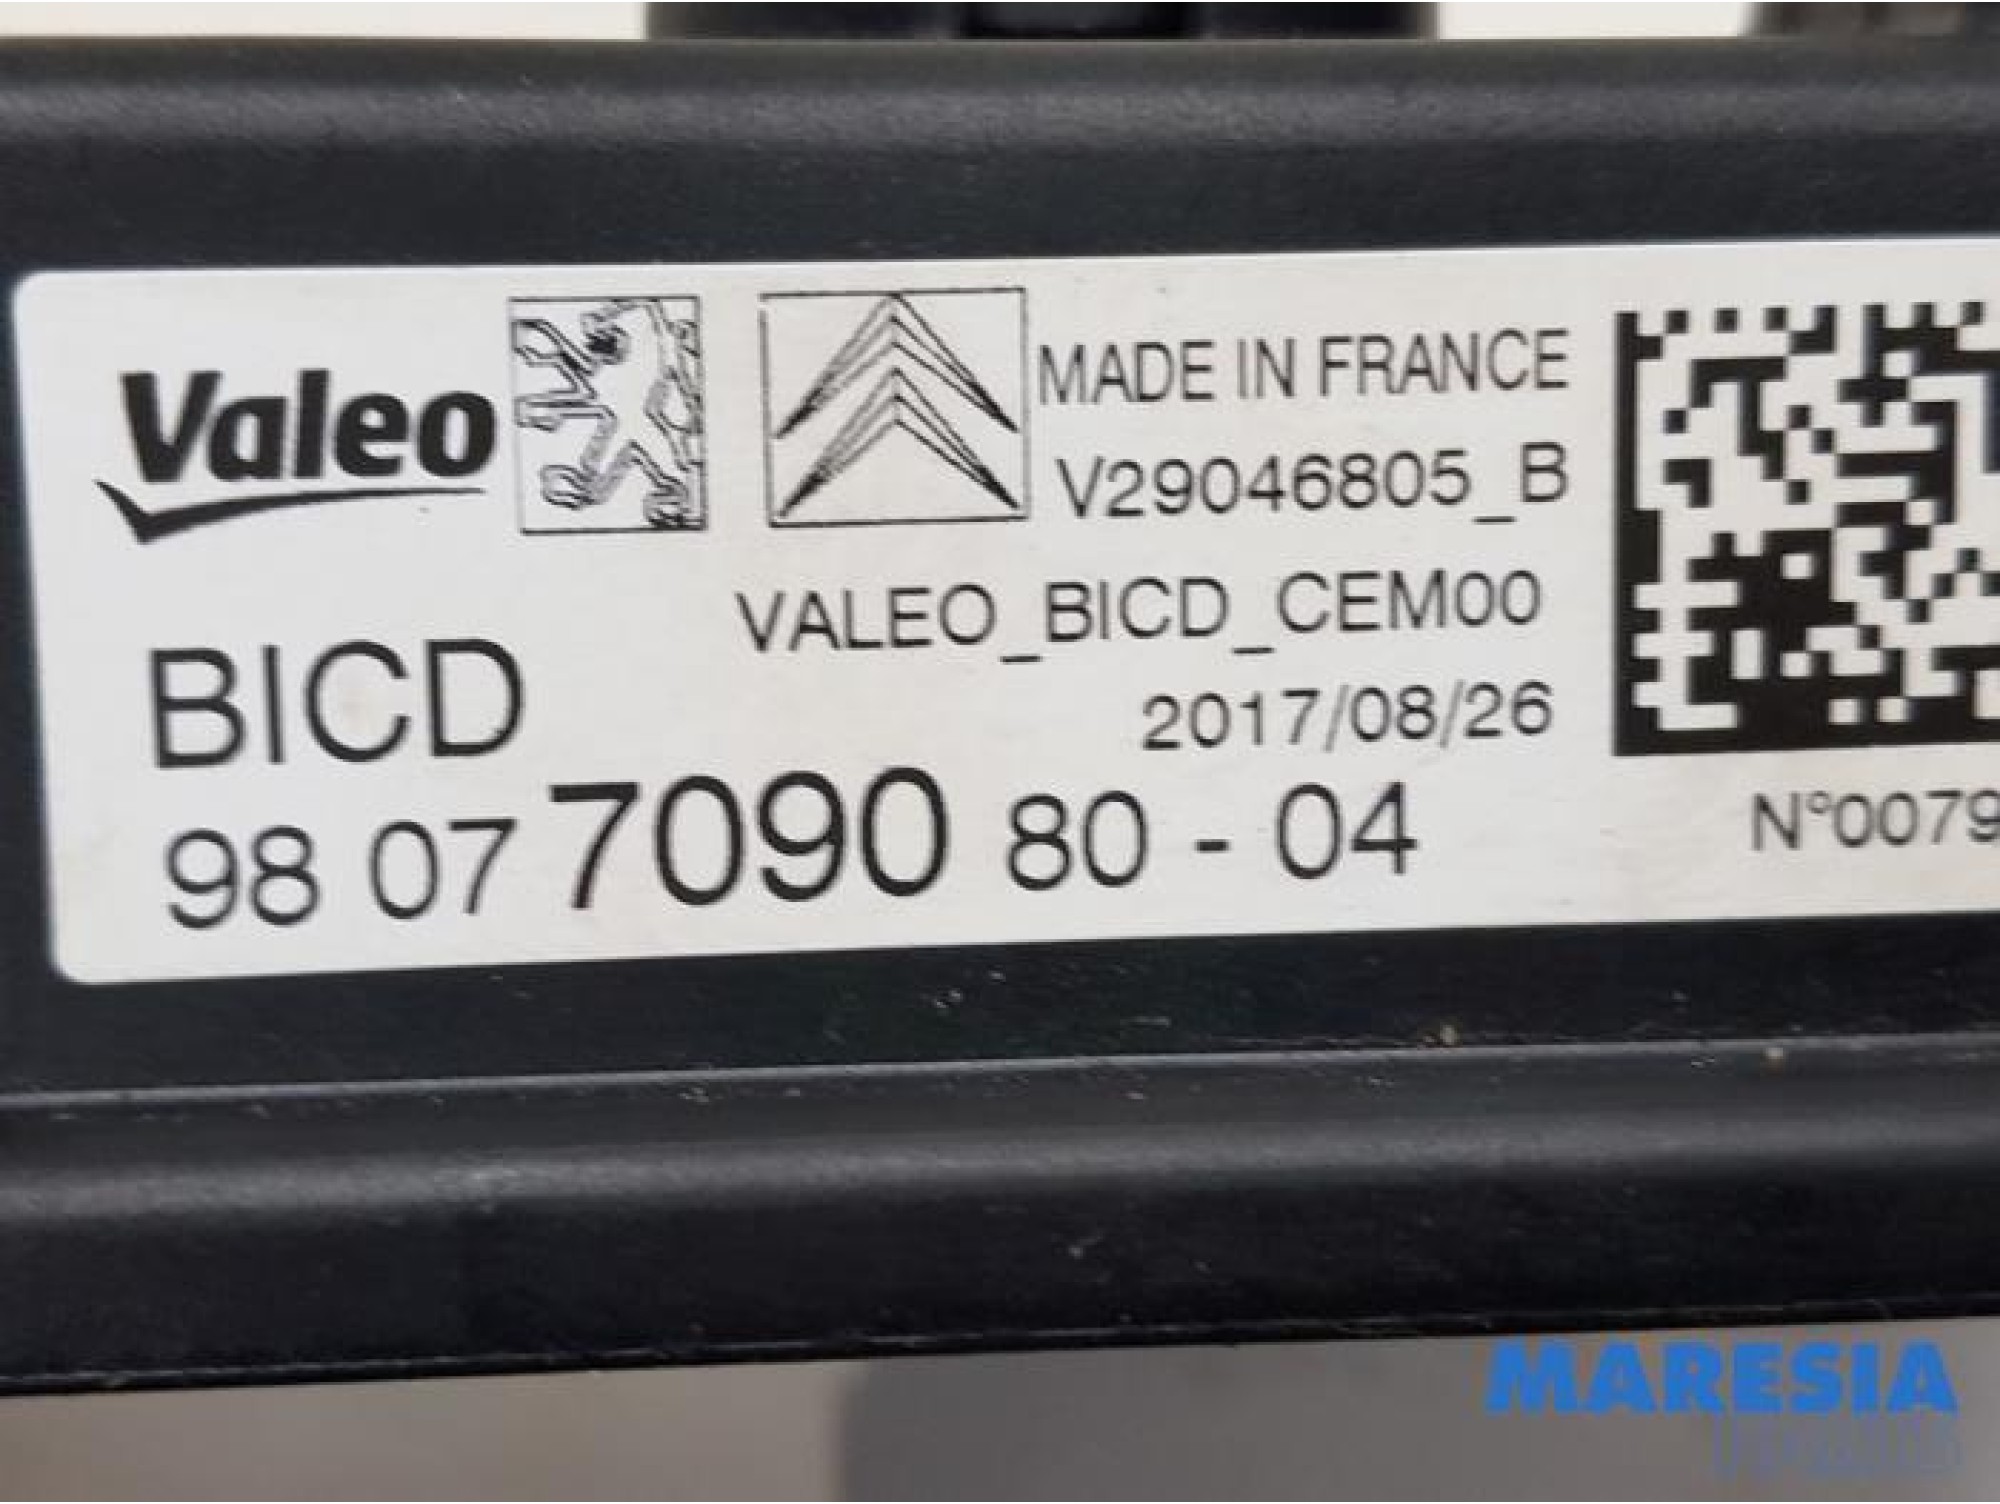 Valeo
MADE IN FRANCE
V29046805_B
VALEO_BICD_CEM00
BICD
2017/08/26
98 07 7090 80 - 04
N°0079
MARESIA